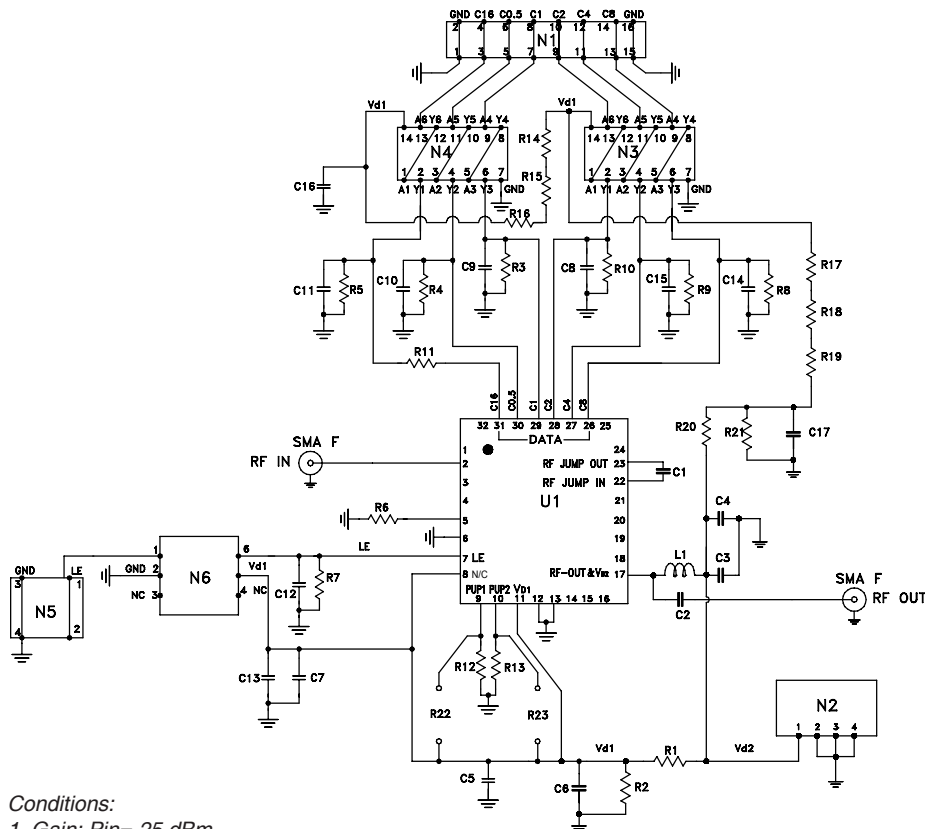 GND C16 C0.5 C1 C2 C4 C8 GND
2 4 6 8 10 12 14 16
N1
1 3 5 7 9 11 13 15
Vd1 A6 Y6 A5 Y5 A4 Y4
14 13 12 11 10 9 8
N4
1 2 3 4 5 6 7
A1 Y1 A2 Y2 A3 Y3 GND
Vd1 A6 Y6 A5 Y5 A4 Y4
14 13 12 11 10 9 8
N3
1 2 3 4 5 6 7
A1 Y1 A2 Y2 A3 Y3 GND
R14
R15
C16
R16
C11 R5 C10 R4 C9 R3 C8 R10 C15 R9 C14 R8
R17
R18
R19
R11
C16 C0.5 C1 C2 C4 C8
R20 R21 C17
32 31 30 29 28 27 26 25
DATA
SMA F
RF IN
1
2
3
4
5
6
7 LE
8 N/C
24
23 RF JUMP OUT
22 RF JUMP IN
21
20
19
18
17 RF-OUT&VD2
U1
C1
R6
C4
L1 C3
C2
SMA F
RF OUT
PUP1 PUP2 VD1
9 10 11 12 13 14 15 16
GND LE
3 1
N5
4 2
1 6
GND 2 5 Vd1
NC 3 4 NC
N6
LE
C12 R7
C13 C7
R12 R13
R22 R23
C5
C6 R2
Vd1 R1 Vd2
N2
1 2 3 4
Conditions:
1. Gain: Pin=-25 dBm